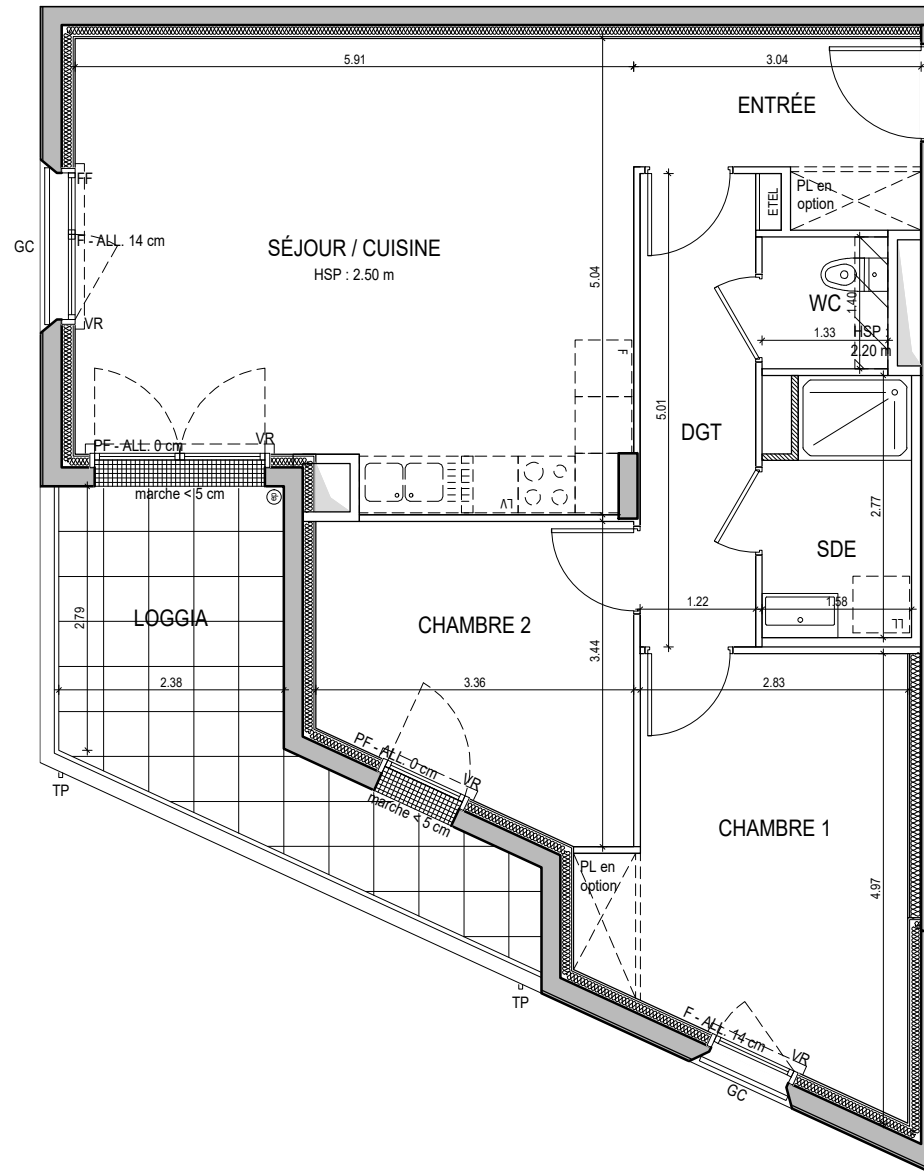 5.91
3.04
ENTRÉE
FF
F - ALL. 14 cm
GC
VR
SÉJOUR / CUISINE
HSP : 2.50 m
5.04
ETEL
PL en
option
WC
1.40
1.33
HSP :
2.20 m
F
5.01
DGT
PF - ALL. 0 cm
VR
marche < 5 cm
LV
2.77
SDE
LOGGIA
2.79
CHAMBRE 2
1.22
1.58
LL
3.44
2.38
3.36
2.83
PF - ALL. 0 cm
VR
marche < 5 cm
TP
CHAMBRE 1
PL en
option
4.97
TP
F - ALL. 14 cm
VR
GC